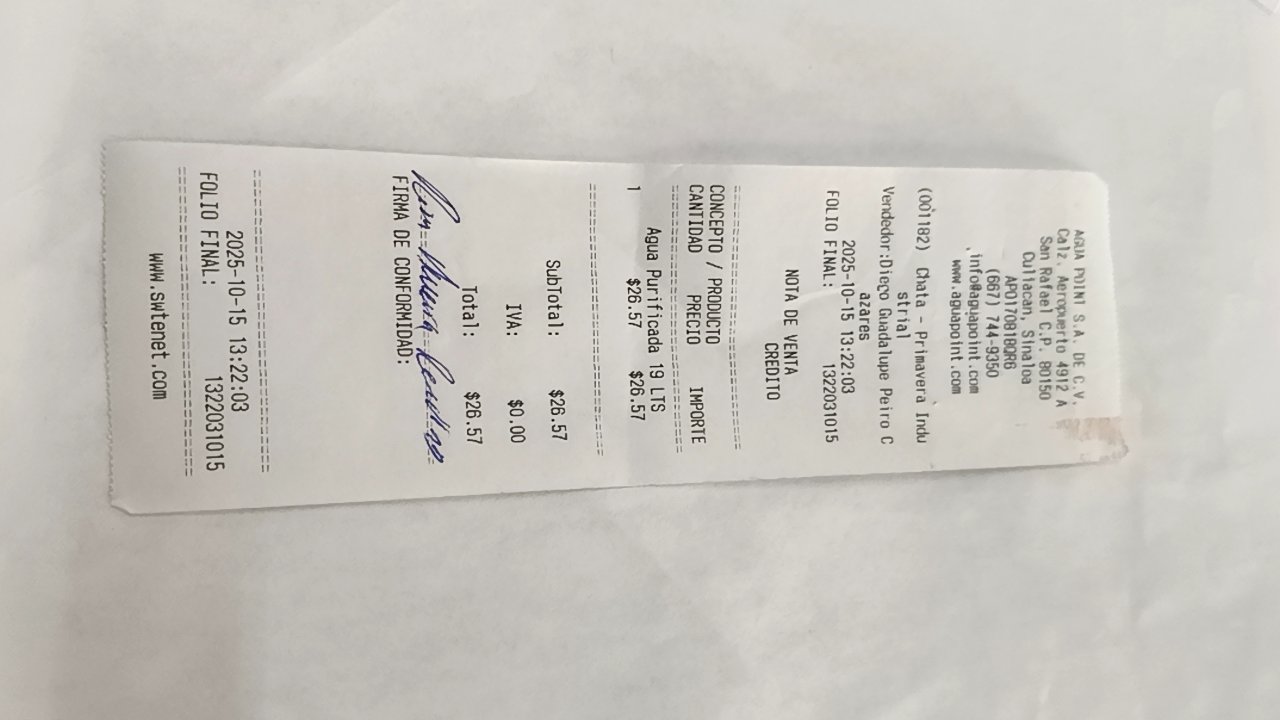 AGUA POINT S.A. DE C.V.
Calz. Aeropuerto 4912 A
San Rafael C.P. 80150
Culiacan, Sinaloa
APO170818QR6
(667) 744-9350
info@aguapoint.com
www.aguapoint.com
(001182) Chata - Primavera Indu
strial
Vendedor:Diego Guadalupe Peiro C
azares
2025-10-15 13:22:03
FOLIO FINAL: 1322031015
NOTA DE VENTA
CREDITO
================================
CONCEPTO / PRODUCTO
CANTIDAD PRECIO IMPORTE
================================
Agua Purificada 19 LTS
1 $26.57 $26.57
================================
SubTotal: $26.57
IVA: $0.00
Total: $26.57
FIRMA DE CONFORMIDAD:
================================
2025-10-15 13:22:03
FOLIO FINAL: 1322031015
================================
www.swtenet.com